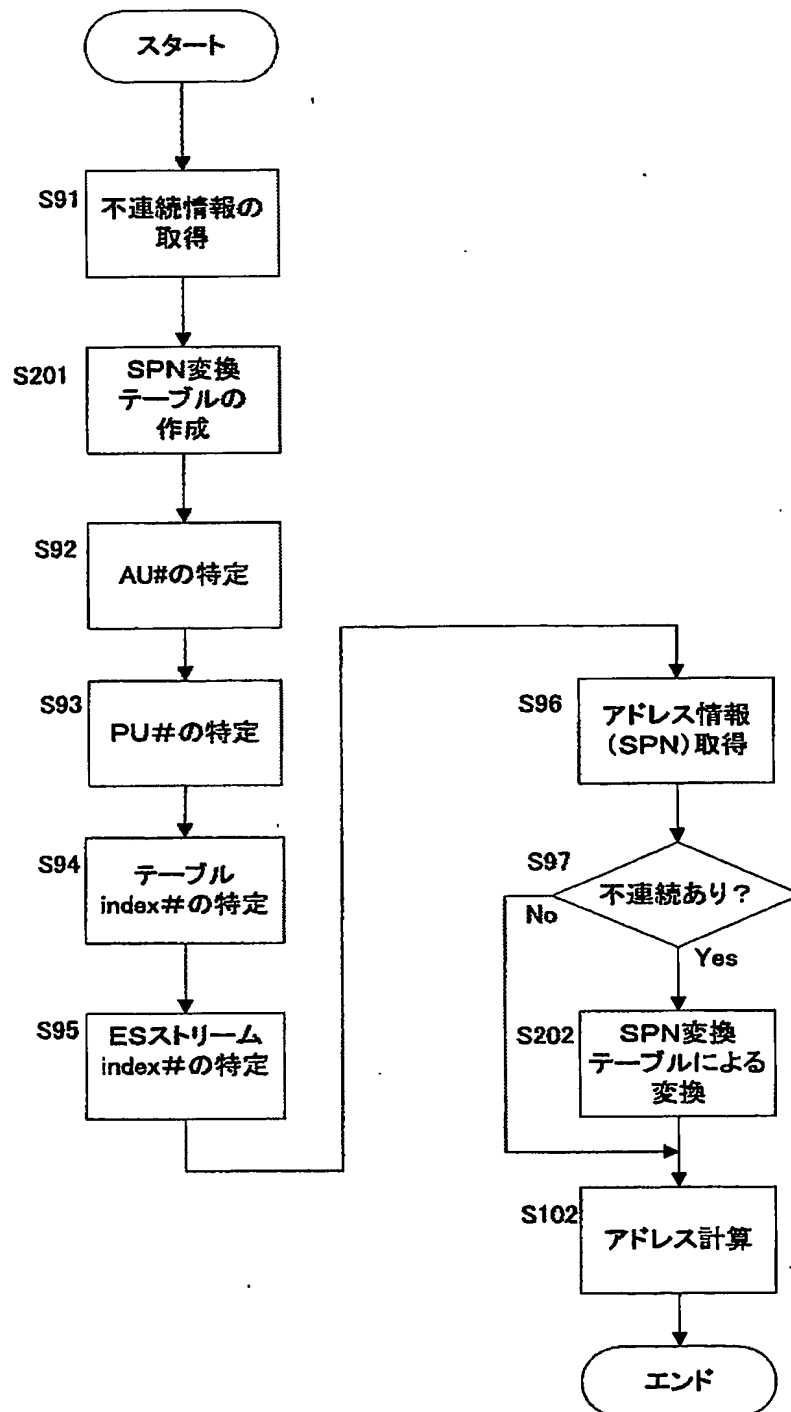 スタート
S91
不連続情報の
取得
S201
SPN変換
テーブルの
作成
S92
AU#の特定
S93
PU#の特定
S94
テーブル
index#の特定
S95
ESストリーム
index#の特定
S96
アドレス情報
(SPN)取得
S97
不連続あり?
No
Yes
S202
SPN変換
テーブルによる
変換
S102
アドレス計算
エンド